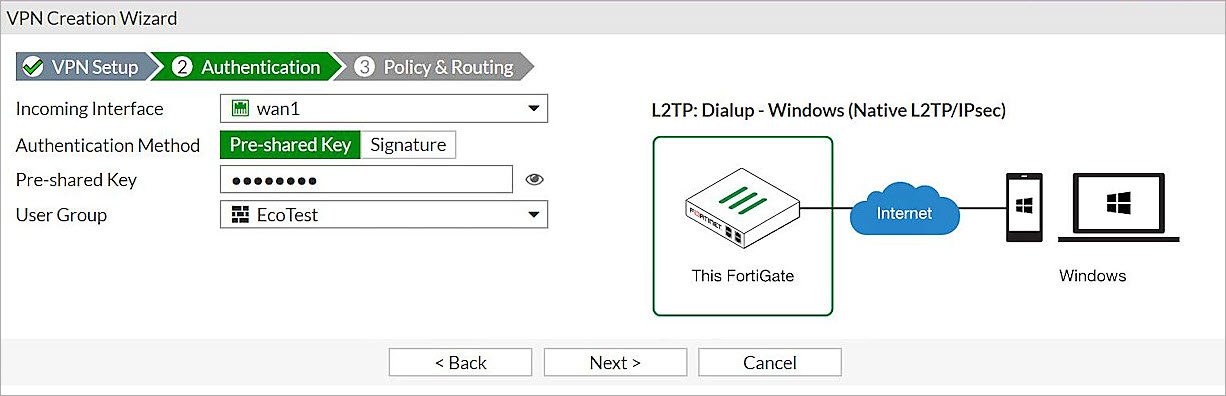 VPN Creation Wizard
VPN Setup 2 Authentication 3 Policy & Routing
Incoming Interface wan1
Authentication Method Pre-shared Key Signature
Pre-shared Key ●●●●●●●●
User Group EcoTest
L2TP: Dialup - Windows (Native L2TP/IPsec)
FORTINET
Internet
This FortiGate
Windows
< Back Next > Cancel